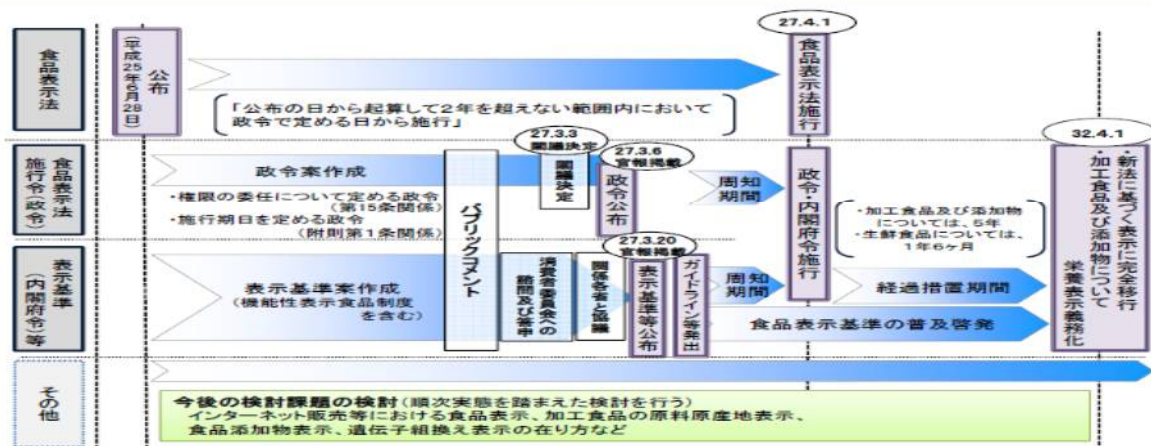 食品表示法
公布
(平成25年6月28日)
「公布の日から起算して2年を超えない範囲内において
政令で定める日から施行」
27.4.1
食品表示法施行
食品表示法
施行令(政令)
政令案作成
・権限の委任について定める政令
(第15条関係)
・施行期日を定める政令
(附則第1条関係)
パブリックコメント
27.3.3
閣議決定
閣議決定
27.3.6
官報掲載
政令公布
周知
期間
政令・内閣府令施行
・加工食品及び添加物
については、5年
・生鮮食品については、
1年6ヶ月
32.4.1
・新法に基づく表示に完全移行
・加工食品及び添加物について
栄養表示義務化
表示基準
(内閣府令)等
表示基準案作成
(機能性表示食品制度
を含む)
消費者委員会への
諮問及び答申
関係各省と協議
27.3.20
官報掲載
表示基準等公布
ガイドライン等発出
周知
期間
経過措置期間
食品表示基準の普及啓発
その他
今後の検討課題の検討(順次実態を踏まえた検討を行う)
インターネット販売等における食品表示、加工食品の原料原産地表示、
食品添加物表示、遺伝子組換え表示の在り方など